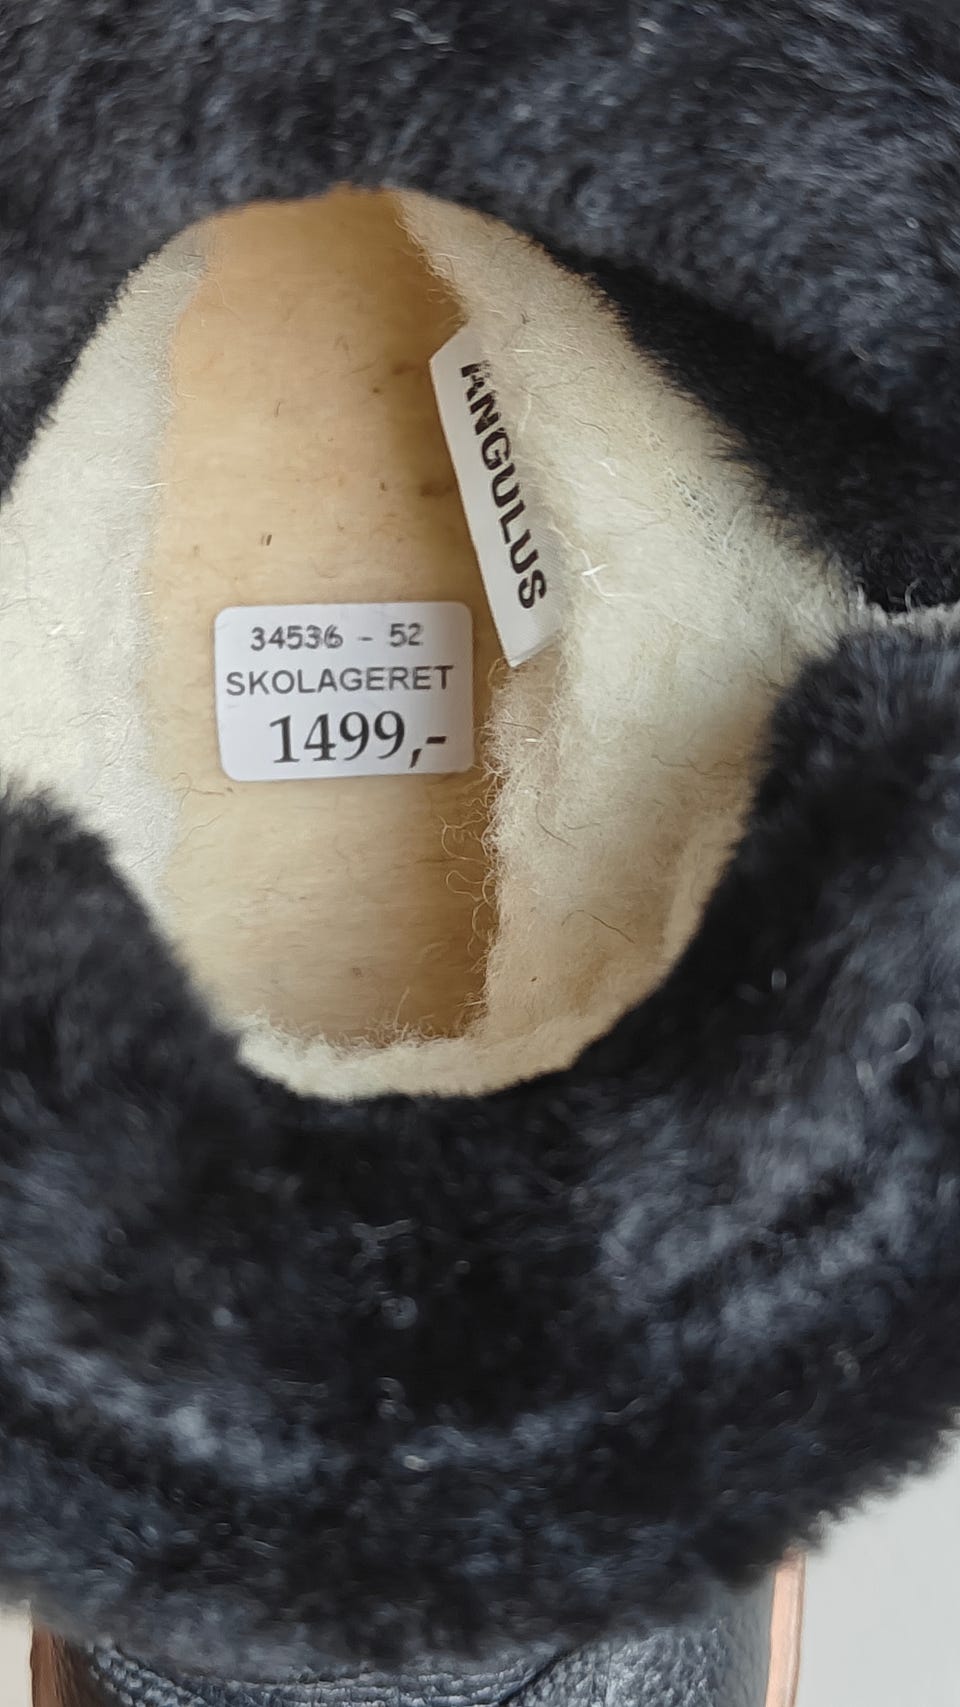 ANGULUS
34536 - 52
SKOLAGERET
1499,-